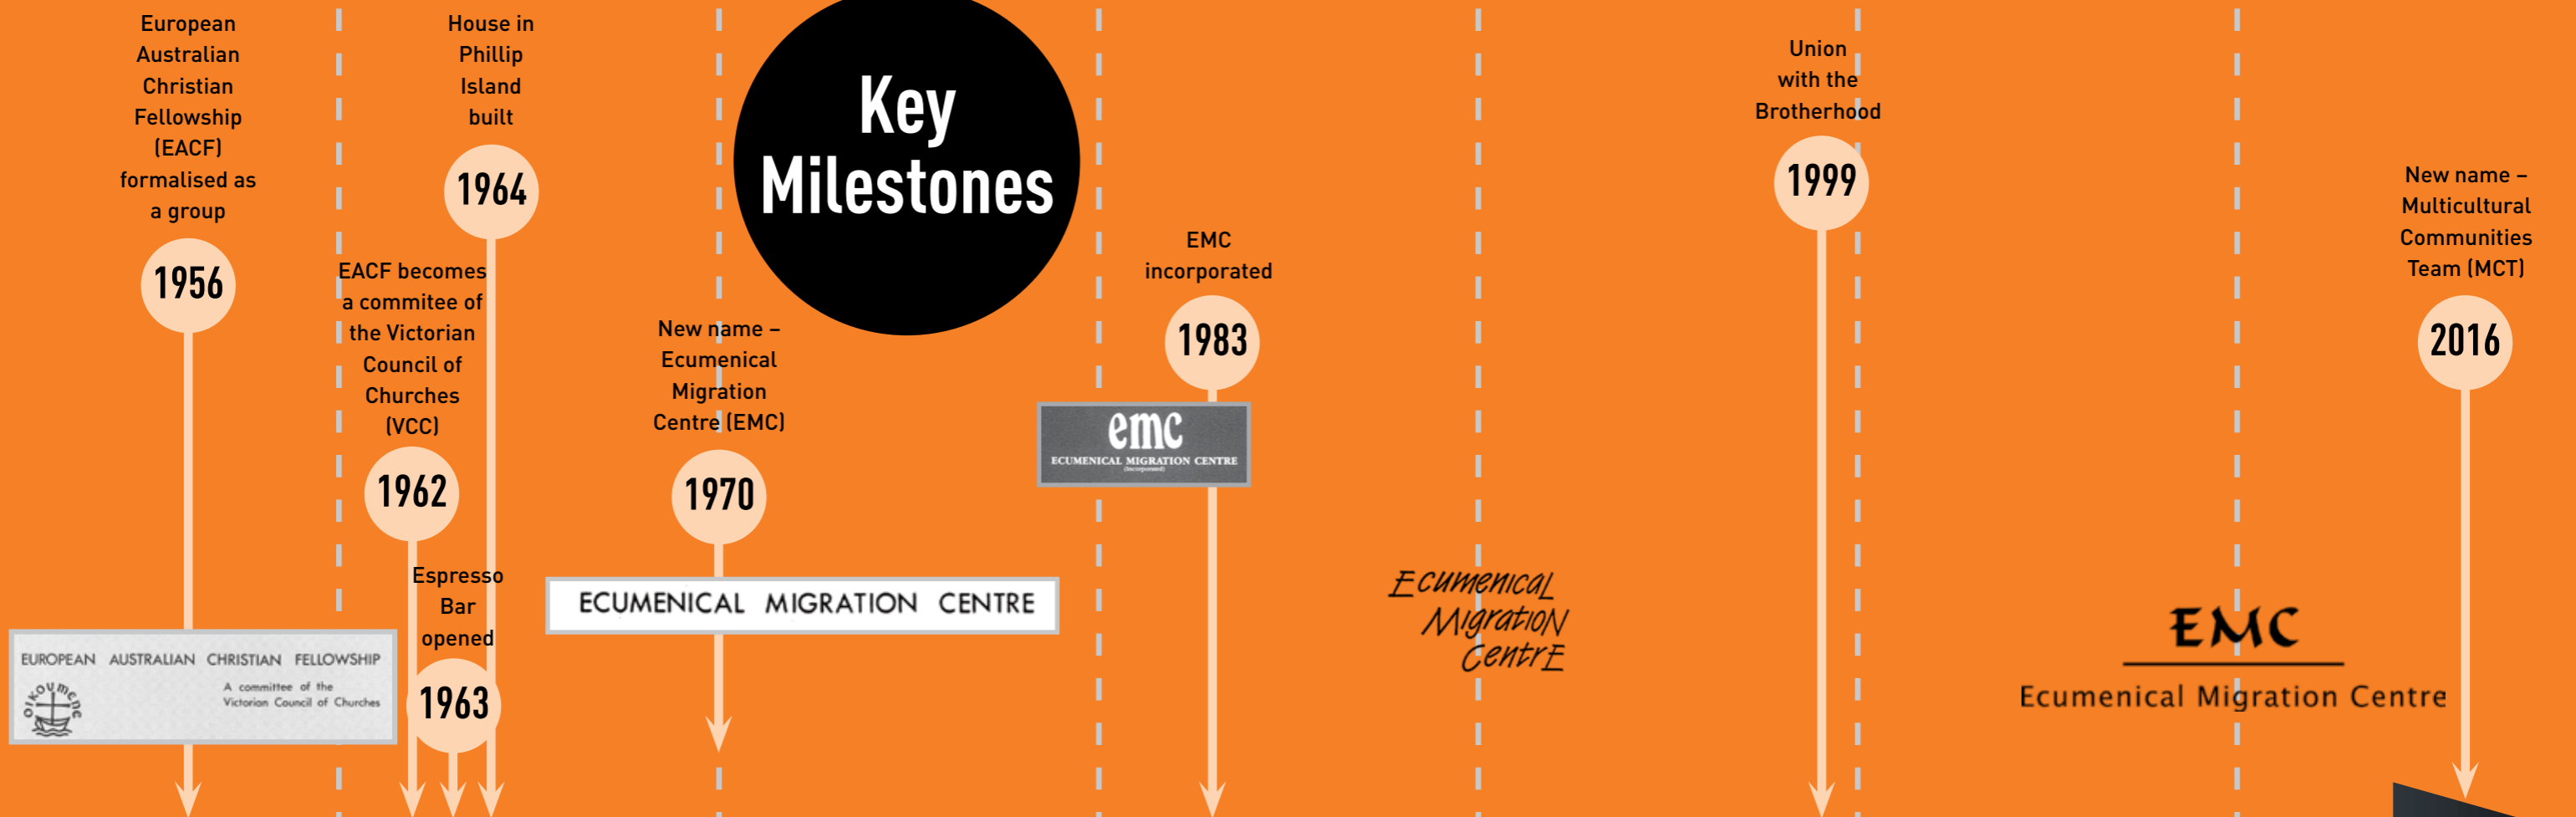 European
Australian
Christian
Fellowship
(EACF)
formalised as
a group
1956
EUROPEAN AUSTRALIAN CHRISTIAN FELLOWSHIP
OIKOUMENE
A committee of the
Victorian Council of Churches
EACF becomes
a commitee of
the Victorian
Council of
Churches
(VCC)
1962
Espresso
Bar
opened
1963
House in
Phillip
Island
built
1964
New name –
Ecumenical
Migration
Centre (EMC)
1970
ECUMENICAL MIGRATION CENTRE
Key
Milestones
EMC
incorporated
1983
emc
ECUMENICAL MIGRATION CENTRE
(Incorporated)
Ecumenical
Migration
Centre
Union
with the
Brotherhood
1999
EMC
Ecumenical Migration Centre
New name –
Multicultural
Communities
Team (MCT)
2016